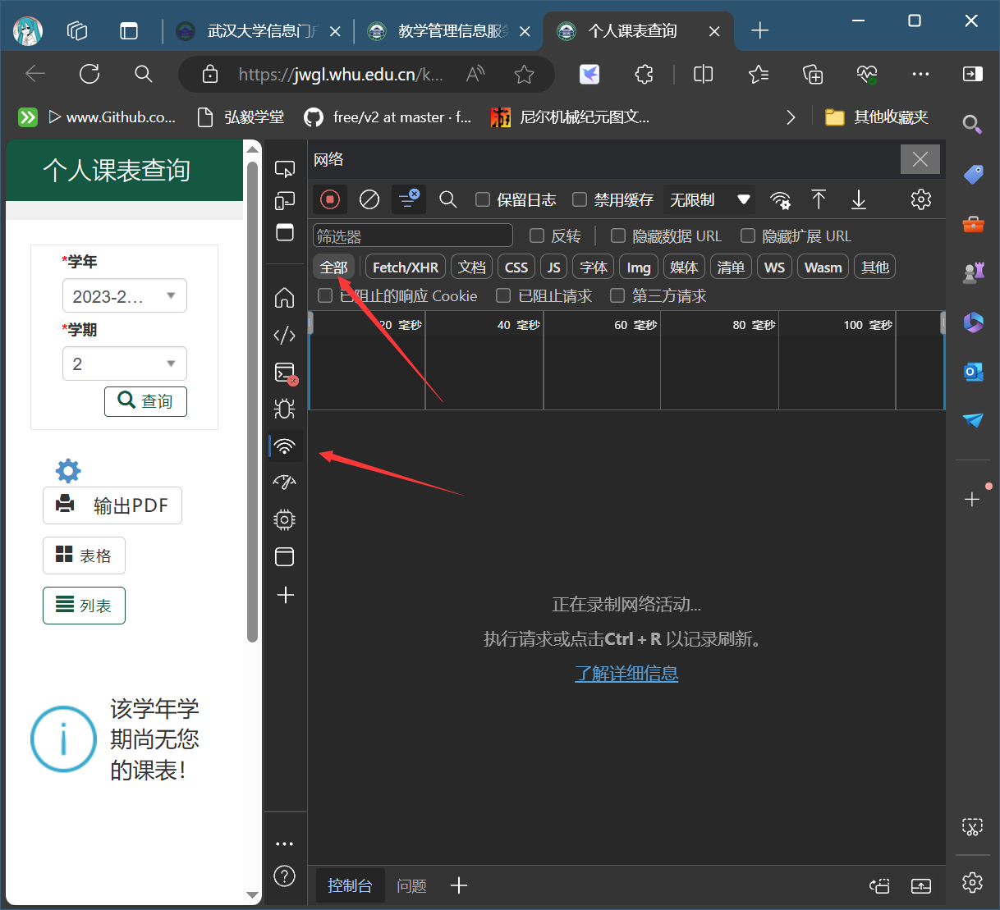 武汉大学信息门户
教学管理信息服务
个人课表查询
https://jwgl.whu.edu.cn/k...
www.Github.co...
弘毅学堂
free/v2 at master · f...
尼尔机械纪元图文...
其他收藏夹
个人课表查询
*学年
2023-2...
*学期
2
查询
输出PDF
表格
列表
该学年学
期尚无您
的课表！
网络
保留日志
禁用缓存
无限制
筛选器
反转
隐藏数据 URL
隐藏扩展 URL
全部
Fetch/XHR
文档
CSS
JS
字体
Img
媒体
清单
WS
Wasm
其他
已阻止的响应 Cookie
已阻止请求
第三方请求
20 毫秒
40 毫秒
60 毫秒
80 毫秒
100 毫秒
正在录制网络活动...
执行请求或点击Ctrl + R 以记录刷新。
了解详细信息
控制台
问题